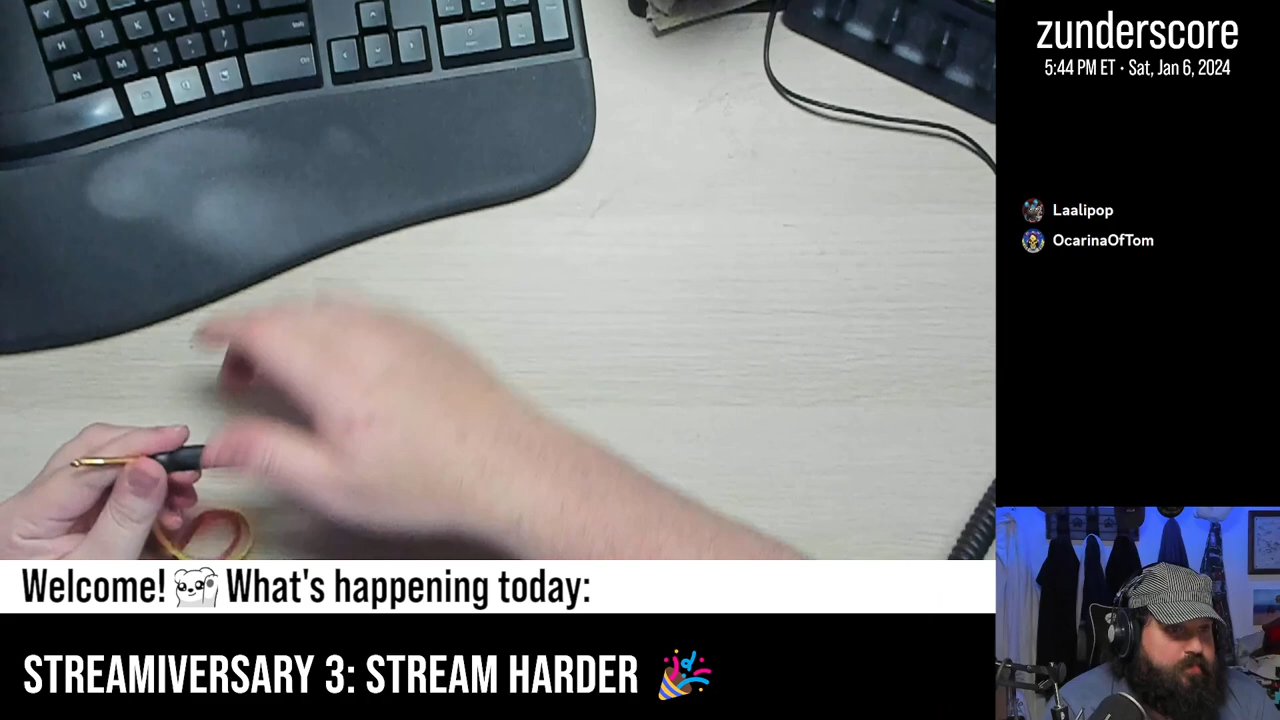 zunderscore
5:44 PM ET · Sat, Jan 6, 2024
Laalipop
OcarinaOfTom
Welcome! What's happening today:
STREAMIVERSARY 3: STREAM HARDER